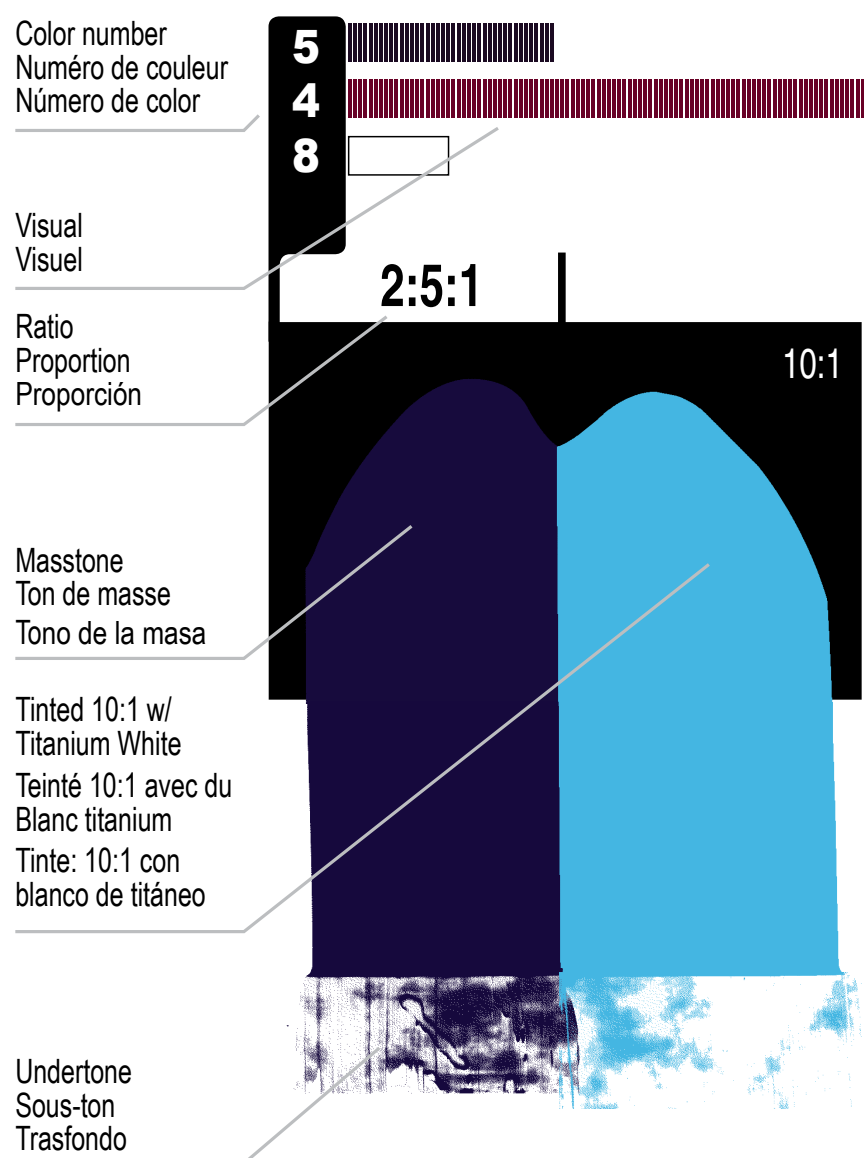 Color number
Numéro de couleur
Número de color
5
4
8
Visual
Visuel
2:5:1
Ratio
Proportion
Proporción
10:1
Masstone
Ton de masse
Tono de la masa
Tinted 10:1 w/
Titanium White
Teinté 10:1 avec du
Blanc titanium
Tinte: 10:1 con
blanco de titáneo
Undertone
Sous-ton
Trasfondo